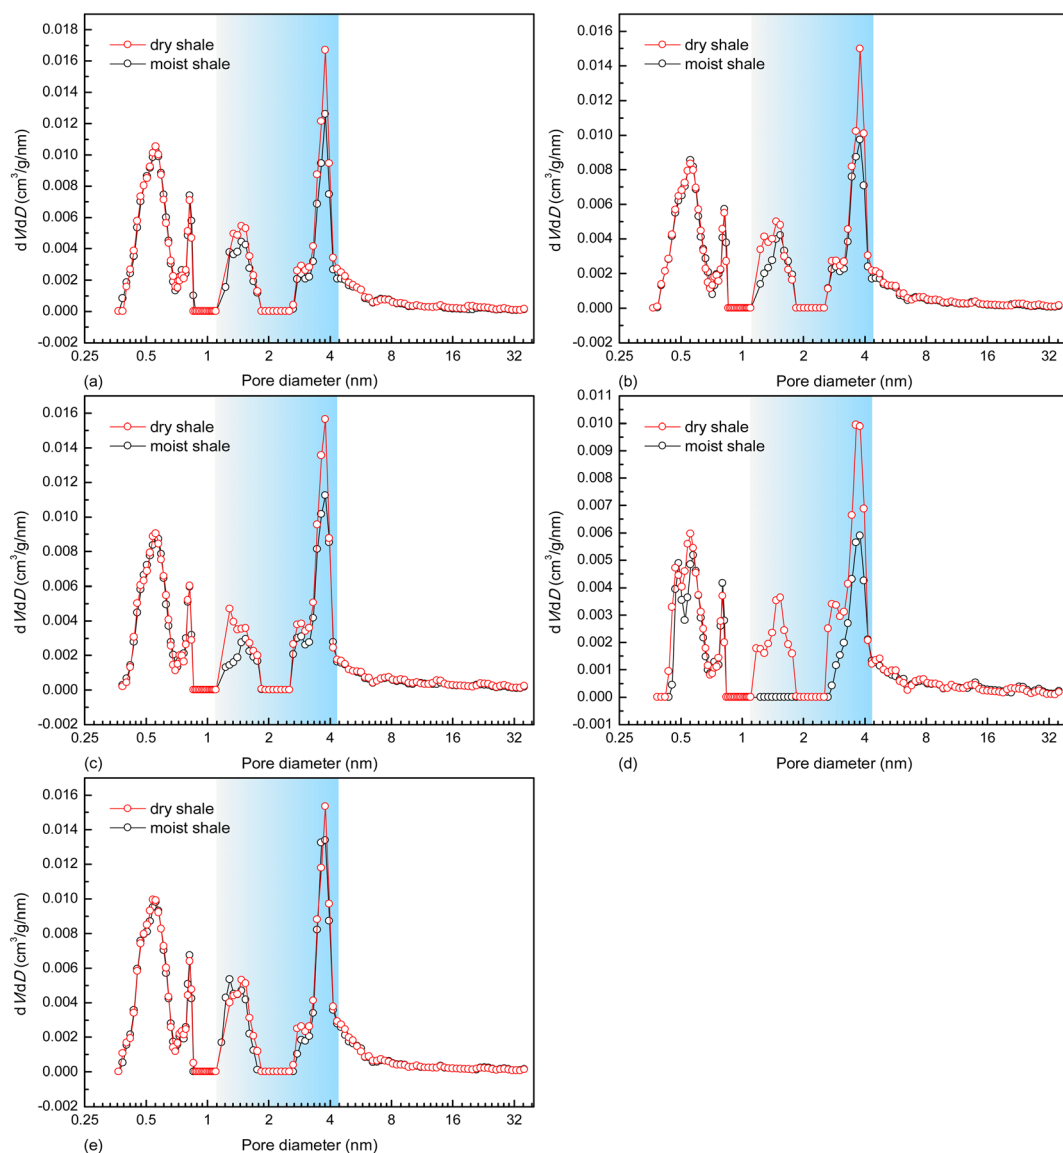 0.018
0.016
0.014
0.012
0.010
0.008
0.006
0.004
0.002
0.000
-0.002
dV/dD (cm³/g/nm)
dry shale
moist shale
0.25 0.5 1 2 4 8 16 32
(a) Pore diameter (nm)
0.016
0.014
0.012
0.010
0.008
0.006
0.004
0.002
0.000
-0.002
dV/dD (cm³/g/nm)
dry shale
moist shale
0.25 0.5 1 2 4 8 16 32
(b) Pore diameter (nm)
0.016
0.014
0.012
0.010
0.008
0.006
0.004
0.002
0.000
-0.002
dV/dD (cm³/g/nm)
dry shale
moist shale
0.25 0.5 1 2 4 8 16 32
(c) Pore diameter (nm)
0.011
0.010
0.009
0.008
0.007
0.006
0.005
0.004
0.003
0.002
0.001
0.000
-0.001
dV/dD (cm³/g/nm)
dry shale
moist shale
0.25 0.5 1 2 4 8 16 32
(d) Pore diameter (nm)
0.016
0.014
0.012
0.010
0.008
0.006
0.004
0.002
0.000
-0.002
dV/dD (cm³/g/nm)
dry shale
moist shale
0.25 0.5 1 2 4 8 16 32
(e) Pore diameter (nm)